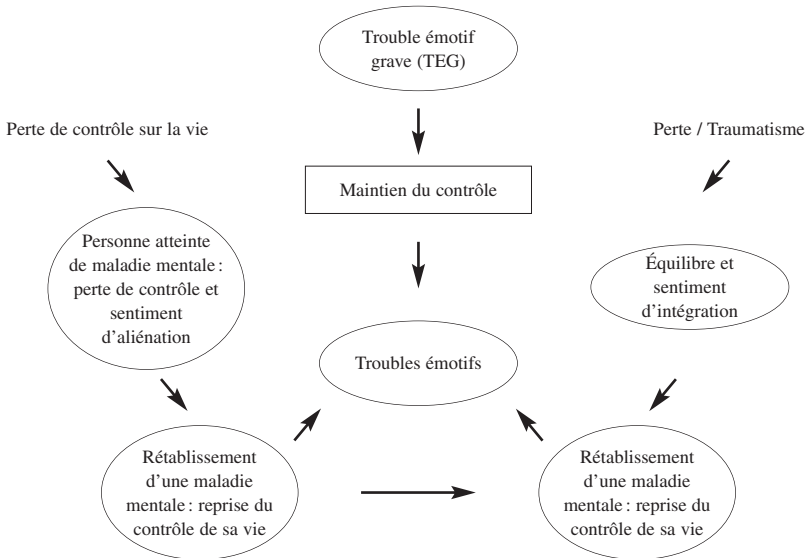 Trouble émotif
grave (TEG)
Perte de contrôle sur la vie
Perte / Traumatisme
Maintien du contrôle
Personne atteinte
de maladie mentale :
perte de contrôle et
sentiment
d'aliénation
Équilibre et
sentiment
d'intégration
Troubles émotifs
Rétablissement
d'une maladie
mentale : reprise du
contrôle de sa vie
Rétablissement
d'une maladie
mentale : reprise du
contrôle de sa vie